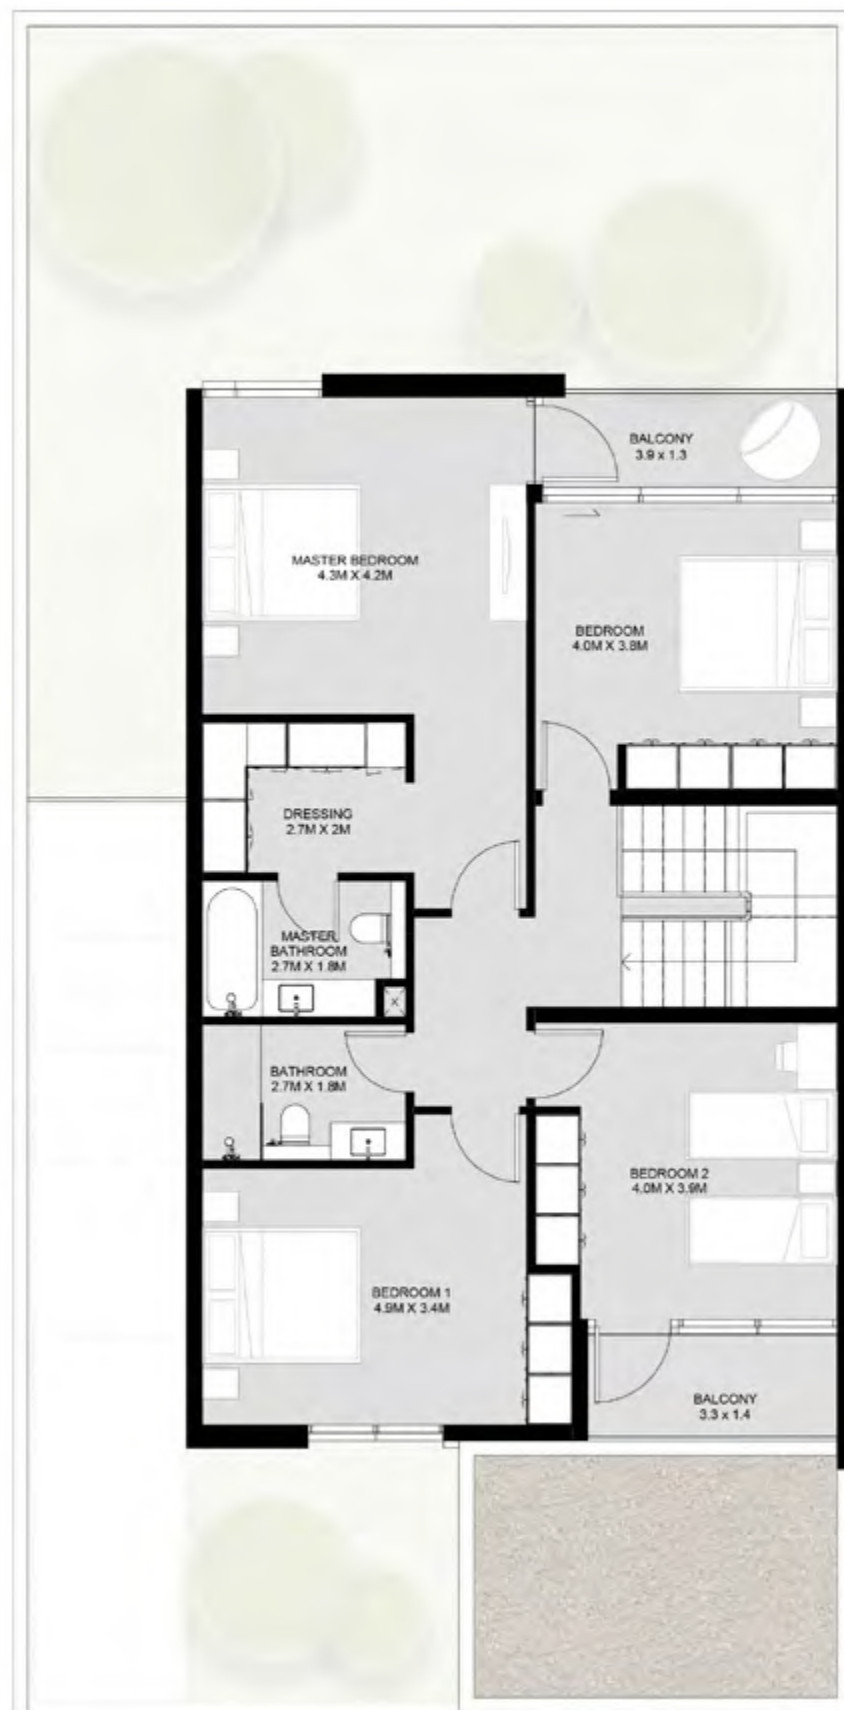 BALCONY
3.9 x 1.3
MASTER BEDROOM
4.3M X 4.2M
BEDROOM
4.0M X 3.8M
DRESSING
2.7M X 2M
MASTER
BATHROOM
2.7M X 1.8M
BATHROOM
2.7M X 1.8M
BEDROOM 2
4.0M X 3.9M
BEDROOM 1
4.9M X 3.4M
BALCONY
3.3 x 1.4